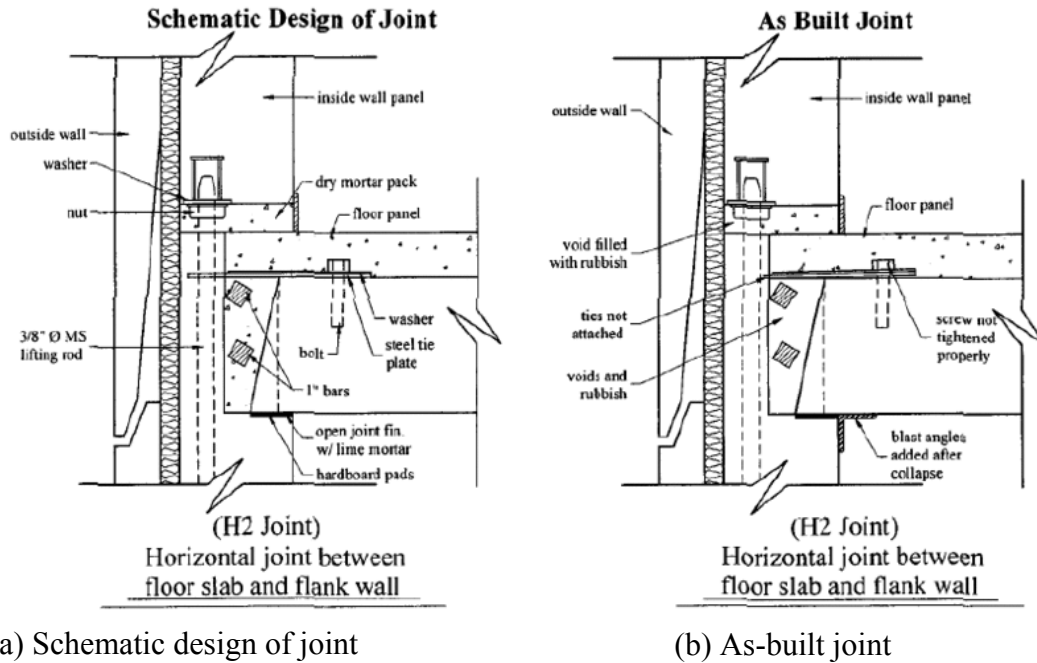 Schematic Design of Joint
inside wall panel
outside wall
washer
nut
dry mortar pack
floor panel
washer
steel tie
plate
bolt
3/8" Ø MS
lifting rod
1" bars
open joint fin.
w/ lime mortar
hardboard pads
(H2 Joint)
Horizontal joint between
floor slab and flank wall
a) Schematic design of joint
As Built Joint
inside wall panel
outside wall
floor panel
void filled
with rubbish
ties not
attached
screw not
tightened
properly
voids and
rubbish
blast angles
added after
collapse
(H2 Joint)
Horizontal joint between
floor slab and flank wall
(b) As-built joint